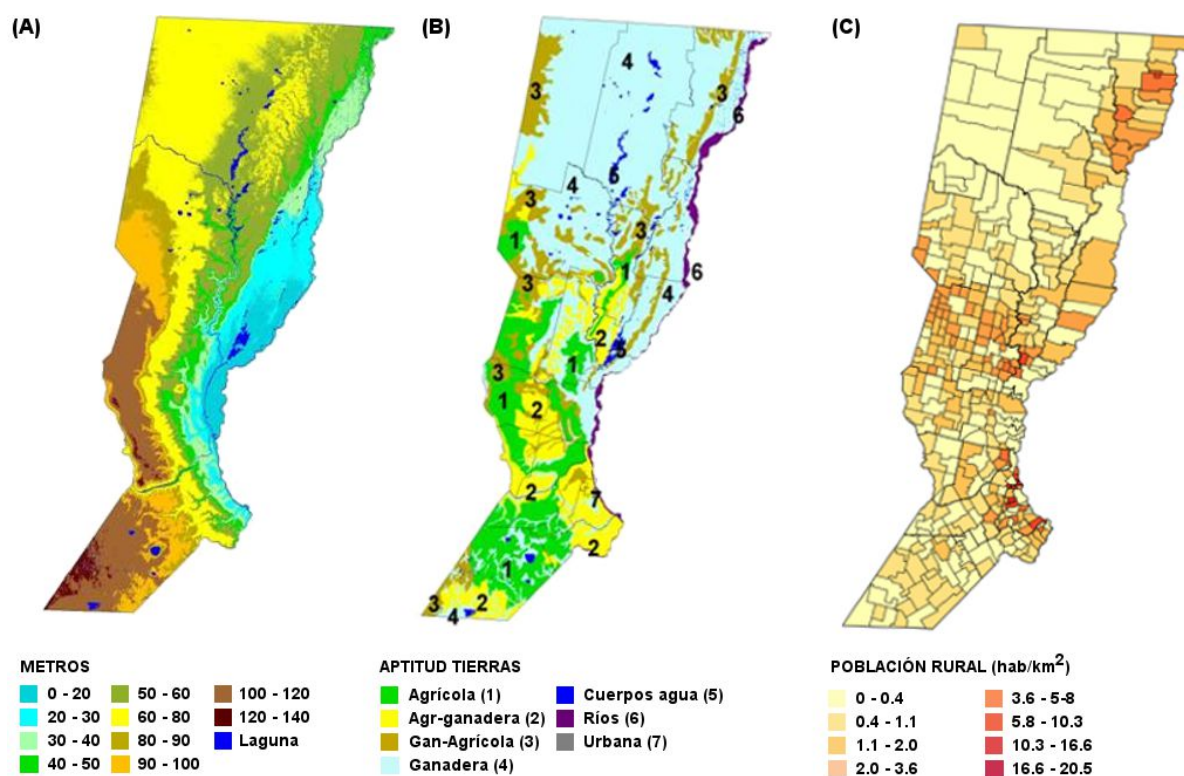 (A)
(B)
(C)
4
3
3
6
4
5
3
3
1
1
6
3
4
2
5
1
3
1
2
2
7
2
1
3
2
4
METROS
0 - 20
20 - 30
30 - 40
40 - 50
50 - 60
60 - 80
80 - 90
90 - 100
100 - 120
120 - 140
Laguna
APTITUD TIERRAS
Agrícola (1)
Agr-ganadera (2)
Gan-Agrícola (3)
Ganadera (4)
Cuerpos agua (5)
Ríos (6)
Urbana (7)
POBLACIÓN RURAL (hab/km²)
0 - 0.4
0.4 - 1.1
1.1 - 2.0
2.0 - 3.6
3.6 - 5-8
5.8 - 10.3
10.3 - 16.6
16.6 - 20.5